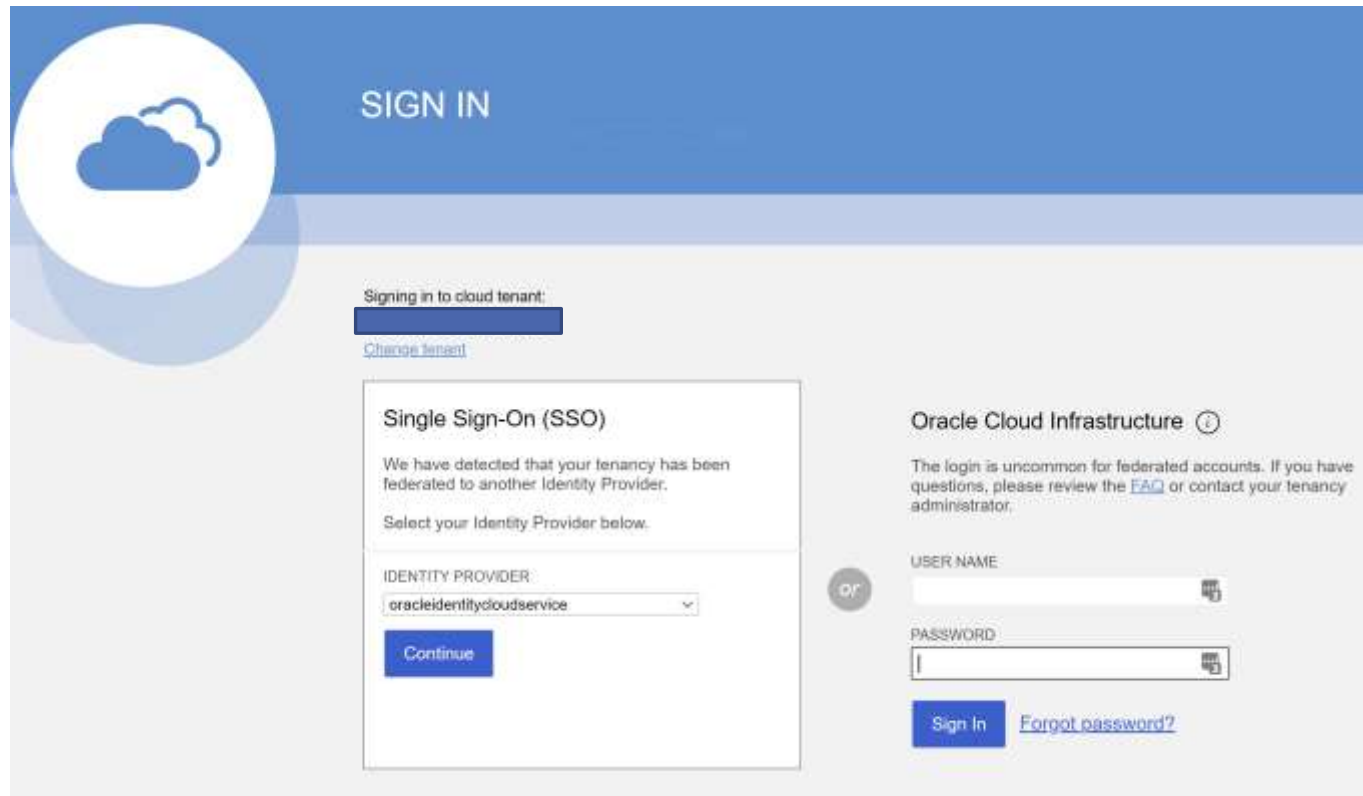 SIGN IN
Signing in to cloud tenant:
Change tenant
Single Sign-On (SSO)
We have detected that your tenancy has been
federated to another Identity Provider.
Select your Identity Provider below.
IDENTITY PROVIDER
oracleidentitycloudservice
Continue
or
Oracle Cloud Infrastructure
The login is uncommon for federated accounts. If you have
questions, please review the FAQ or contact your tenancy
administrator.
USER NAME
PASSWORD
Sign In Forgot password?